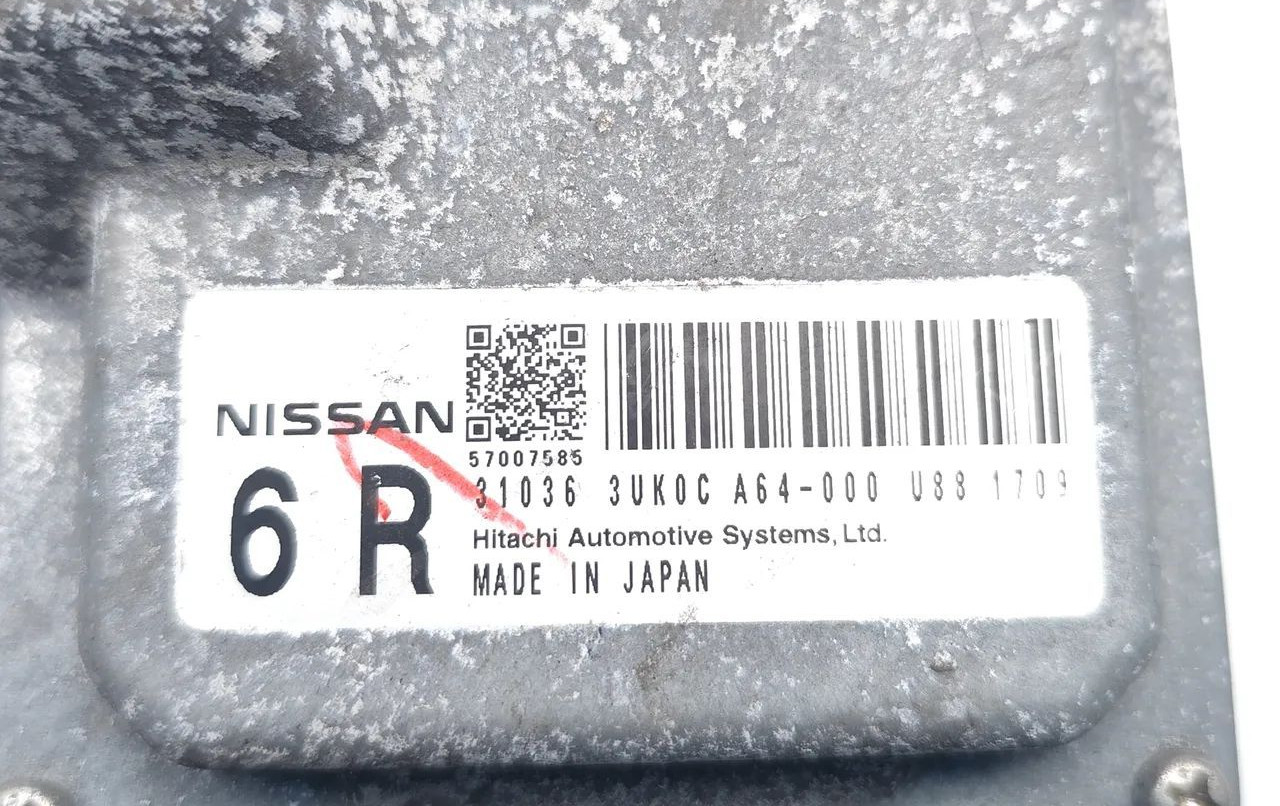 NISSAN
57007585
6 R
31036 3UK0C A64-000 U88 1709
Hitachi Automotive Systems, Ltd.
MADE IN JAPAN